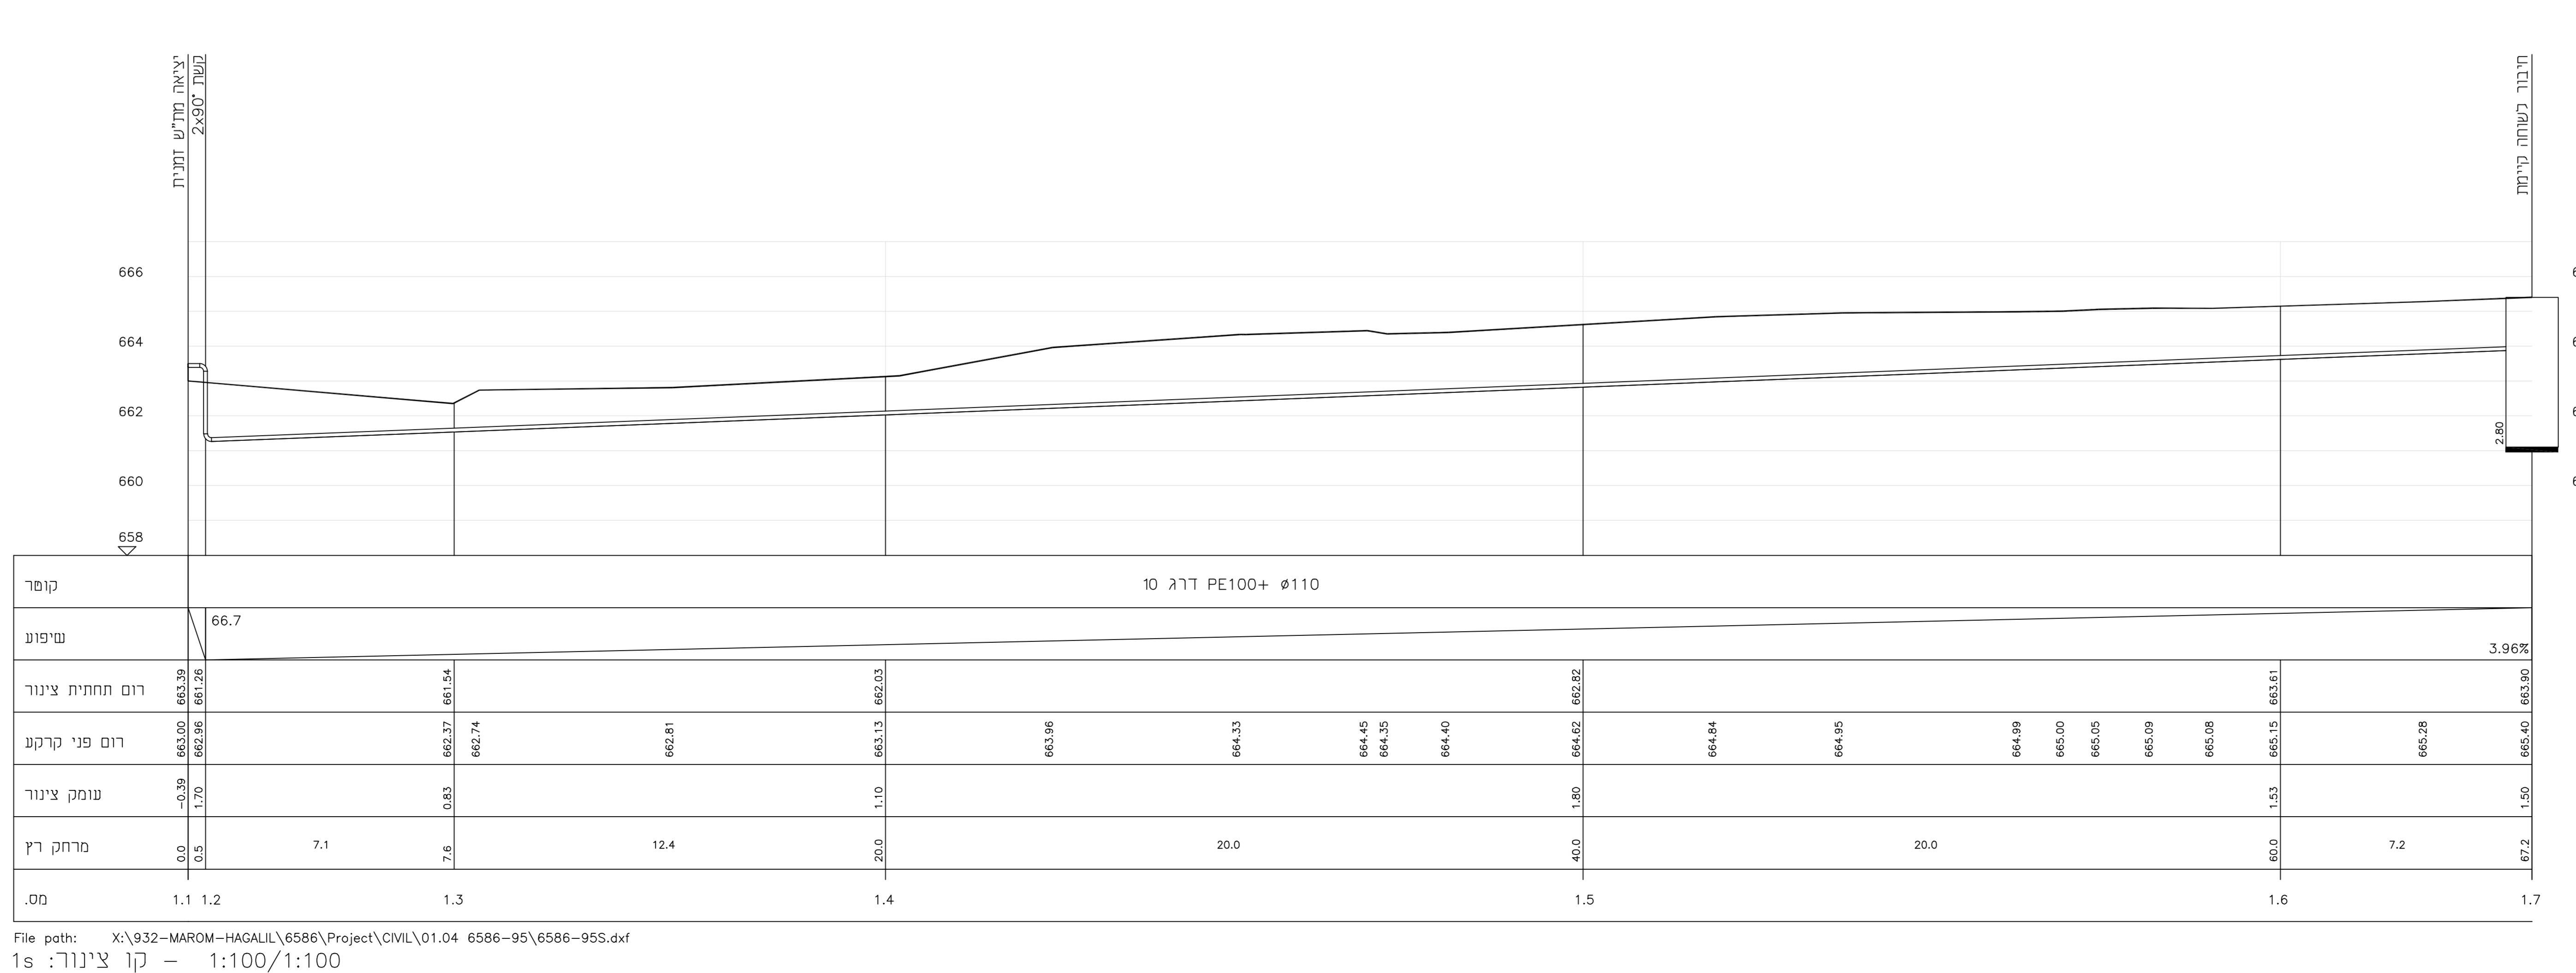 יציאה מת"ש זמנית
קשת 2x90°
חיבור לשוחה קיימת
666
664
662
660
658
2.80
קוטר
דרג 10 PE100+ ø110
שיפוע
66.7
3.96%
רום תחתית צינור
663.39 661.26 661.54 662.03 662.82 663.61 663.90
רום פני קרקע
663.00 662.96 662.37 662.74 662.81 663.13 663.96 664.33 664.45 664.35 664.40 664.62 664.84 664.95 664.99 665.00 665.05 665.09 665.08 665.15 665.28 665.40
עומק צינור
-0.39 1.70 0.83 1.10 1.80 1.53 1.50
מרחק רץ
0.0 0.5 7.1 7.6 12.4 20.0 20.0 40.0 20.0 60.0 7.2 67.2
מס.
1.1 1.2 1.3 1.4 1.5 1.6 1.7
File path: X:\932-MAROM-HAGALIL\6586\Project\CIVIL\01.04 6586-95\6586-95S.dxf
קו צינור: 1s - 1:100/1:100